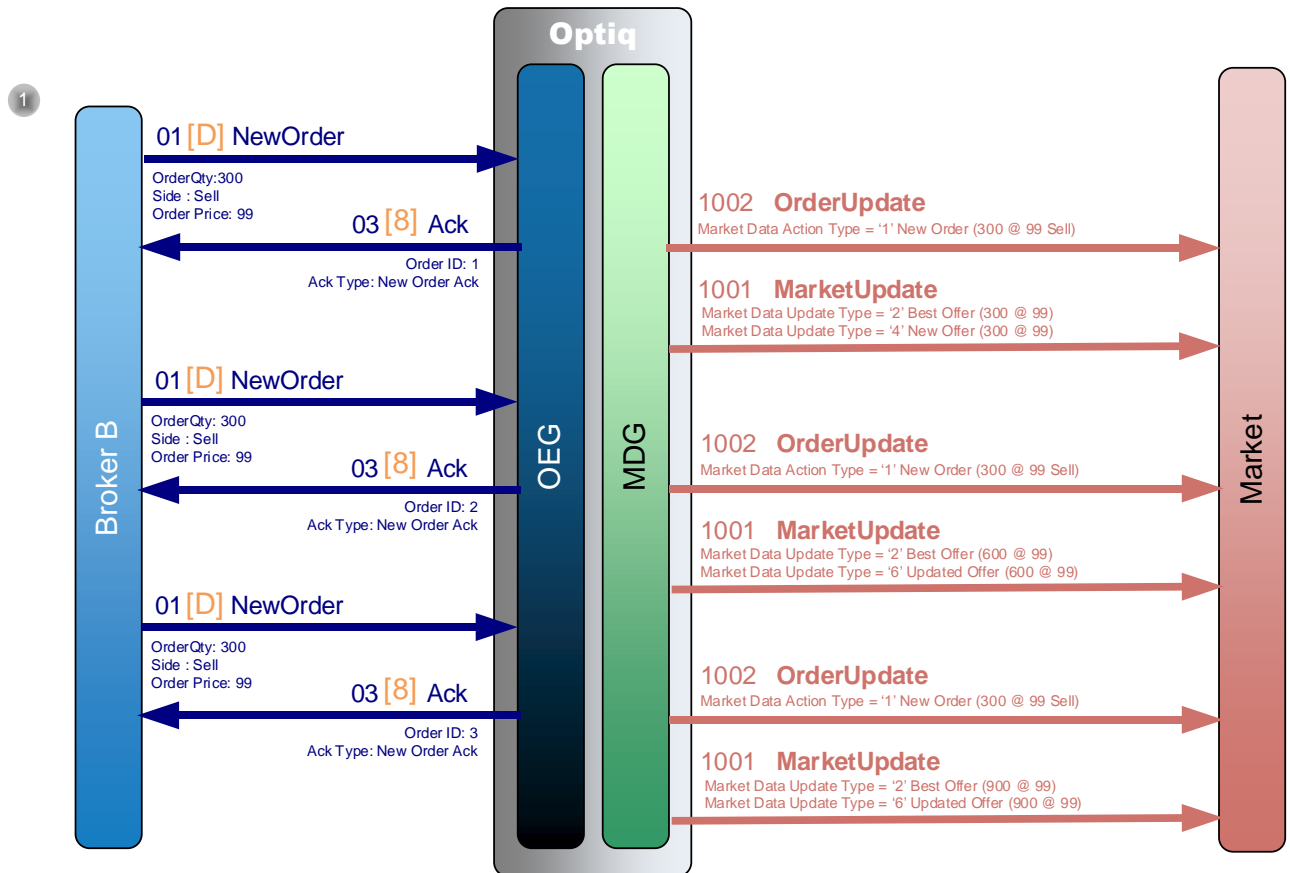 Optiq
1
01 [D] NewOrder
OrderQty:300
Side : Sell
Order Price: 99
03 [8] Ack
Order ID: 1
Ack Type: New Order Ack
1002 OrderUpdate
Market Data Action Type = ‘1’ New Order (300 @ 99 Sell)
1001 MarketUpdate
Market Data Update Type = ‘2’ Best Offer (300 @ 99)
Market Data Update Type = ‘4’ New Offer (300 @ 99)
01 [D] NewOrder
OrderQty: 300
Side : Sell
Order Price: 99
03 [8] Ack
Order ID: 2
Ack Type: New Order Ack
1002 OrderUpdate
Market Data Action Type = ‘1’ New Order (300 @ 99 Sell)
1001 MarketUpdate
Market Data Update Type = ‘2’ Best Offer (600 @ 99)
Market Data Update Type = ‘6’ Updated Offer (600 @ 99)
01 [D] NewOrder
OrderQty: 300
Side : Sell
Order Price: 99
03 [8] Ack
Order ID: 3
Ack Type: New Order Ack
1002 OrderUpdate
Market Data Action Type = ‘1’ New Order (300 @ 99 Sell)
1001 MarketUpdate
Market Data Update Type = ‘2’ Best Offer (900 @ 99)
Market Data Update Type = ‘6’ Updated Offer (900 @ 99)
Broker B
OEG
MDG
Market